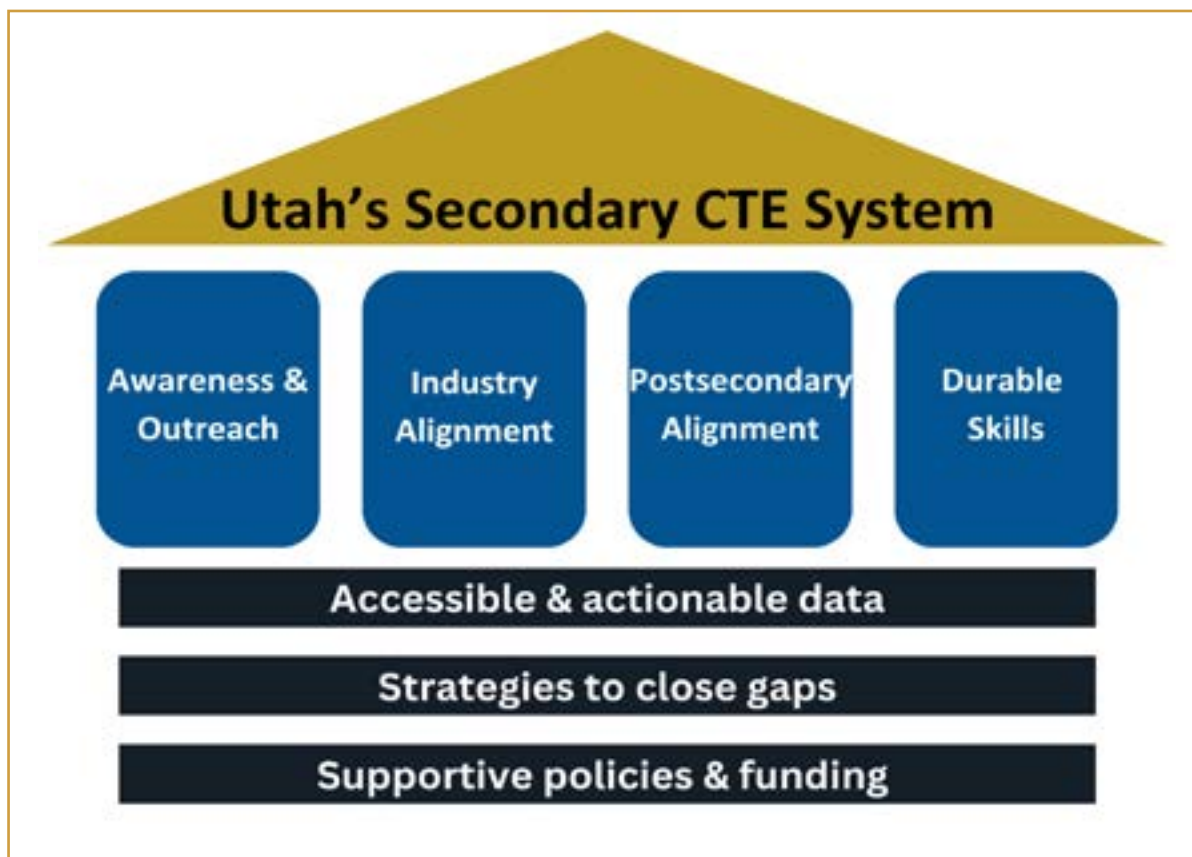 Utah’s Secondary CTE System
Awareness &
Outreach
Industry
Alignment
Postsecondary
Alignment
Durable
Skills
Accessible & actionable data
Strategies to close gaps
Supportive policies & funding